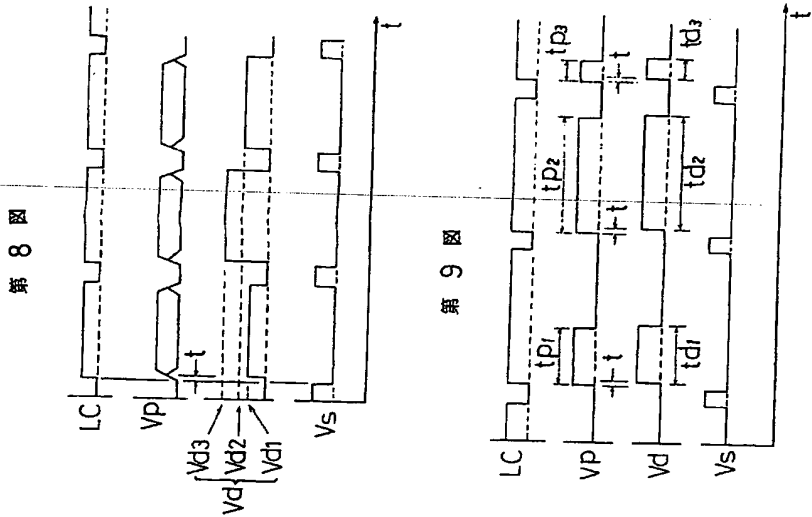 第 8 図
LC
Vp
t
Vd { Vd3
Vd2
Vd1
Vs
t
第 9 図
LC
Vp
tp1
tp2
tp3
t
t
t
Vd
td1
td2
td3
Vs
t